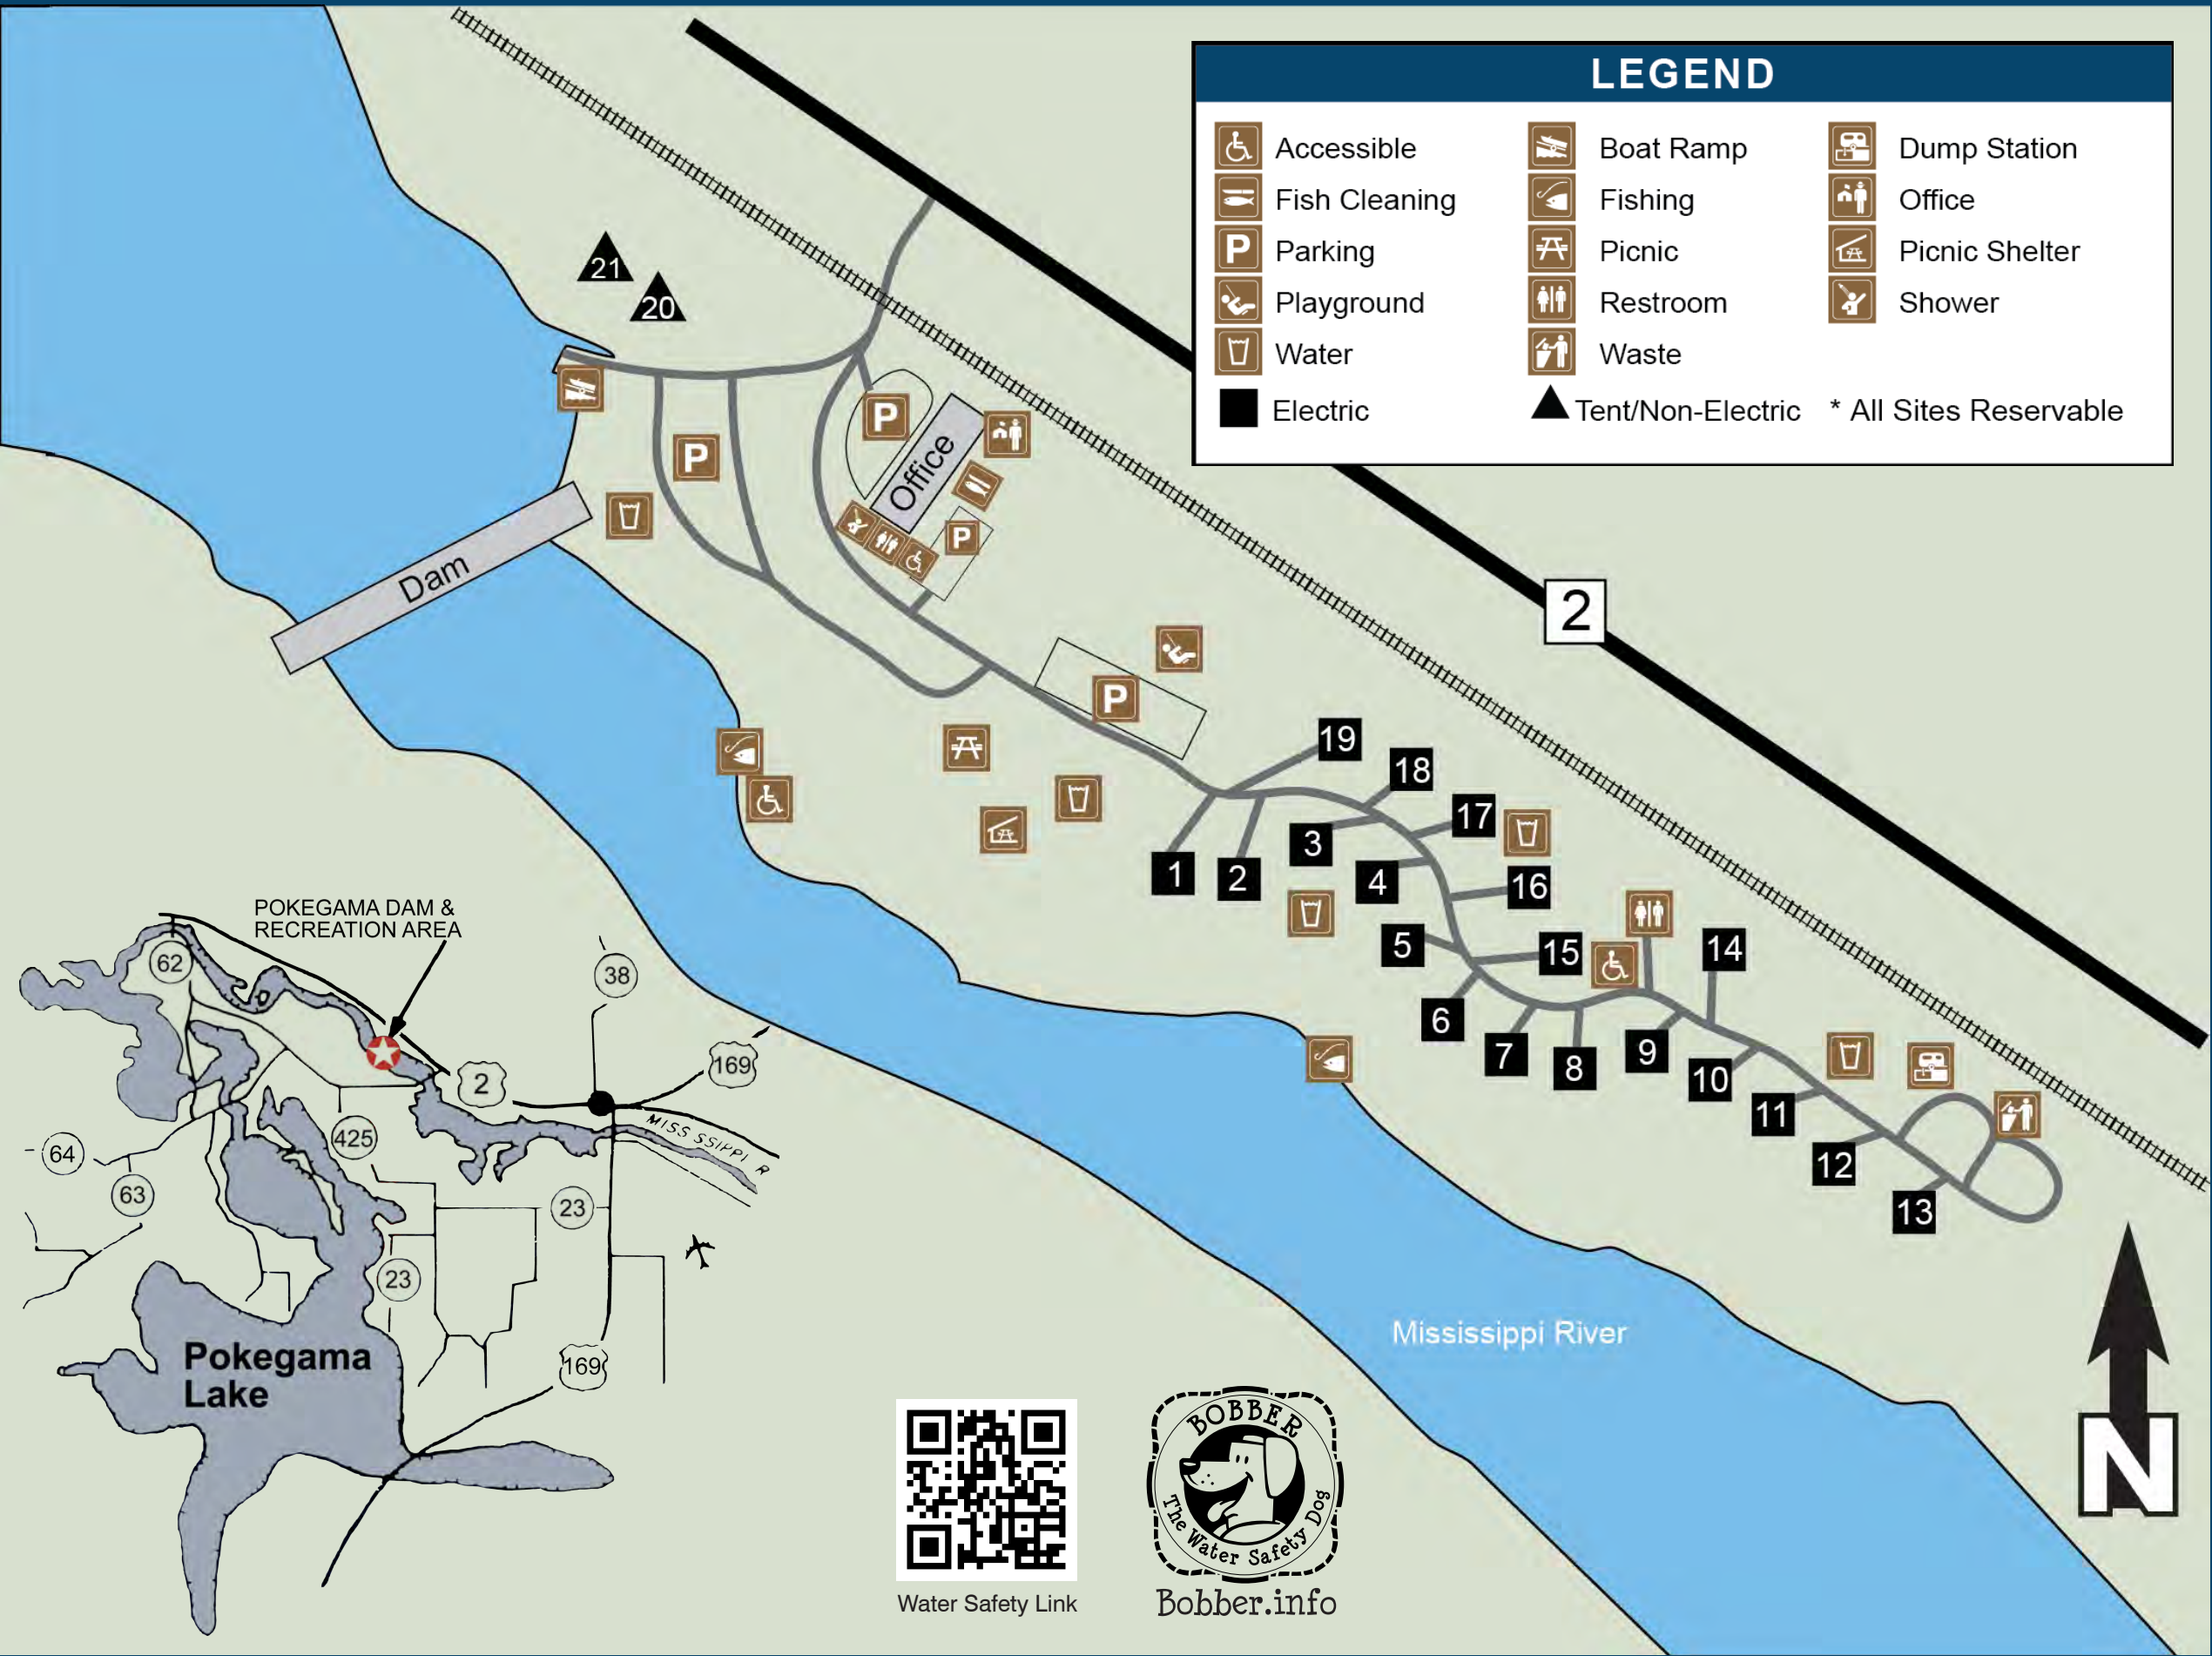 LEGEND
Accessible
Boat Ramp
Dump Station
Fish Cleaning
Fishing
Office
P
Parking
Picnic
Picnic Shelter
Playground
Restroom
Shower
Water
Waste
Electric
Tent/Non-Electric
* All Sites Reservable
21
20
P
P
Office
P
Dam
2
P
19
18
17
3
1
2
4
16
5
15
14
6
7
8
9
10
11
12
13
POKEGAMA DAM &
RECREATION AREA
62
38
169
2
MISS SSIPPI R
425
64
63
23
23
169
Pokegama
Lake
Mississippi River
N
Water Safety Link
BOBBER
The Water Safety Dog
Bobber.info